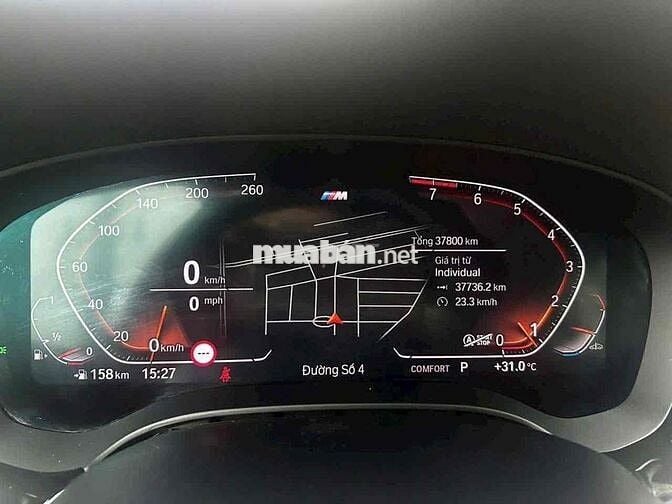 260
200
140
100
60
40
20
0 km/h
1/2
0
0 km/h
0 mph
---
M
muaban.net
7
6
5
4
3
2
1
0
Tổng 37800 km
Giá trị từ
Individual
37736.2 km
23.3 km/h
A START
STOP
158 km
15:27
Đường Số 4
COMFORT P +31.0 °C